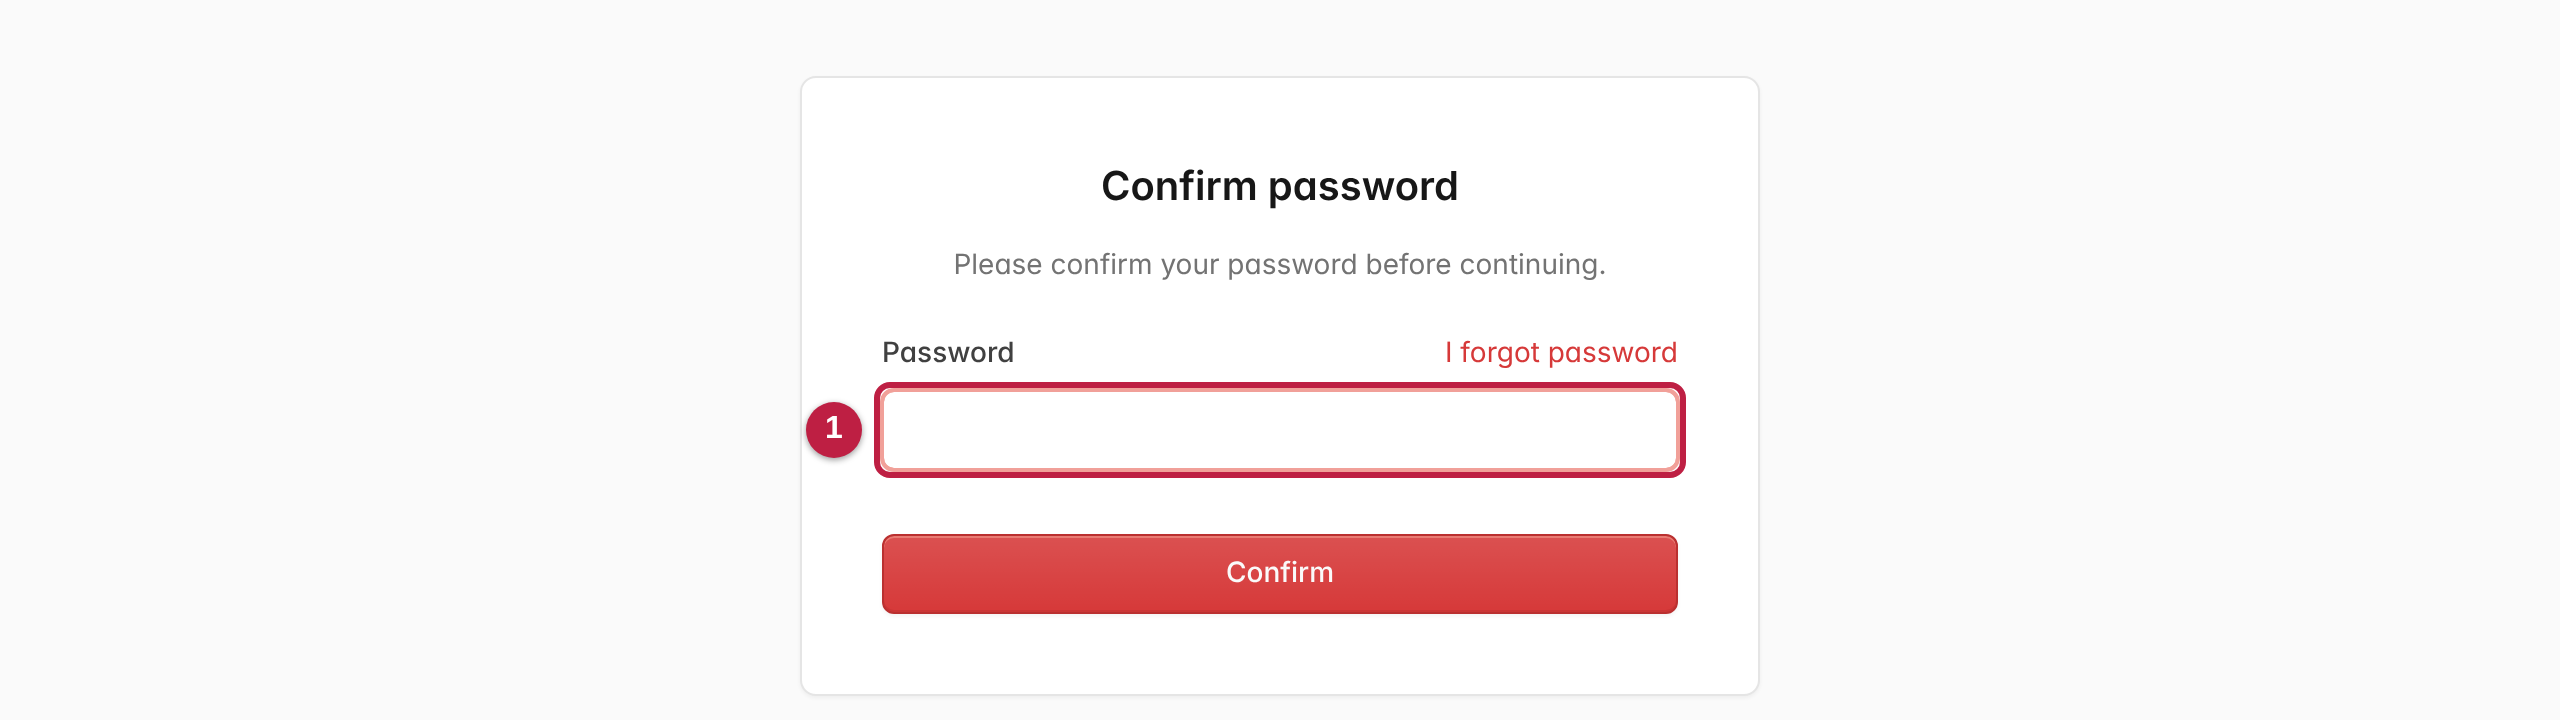 Confirm password
Please confirm your password before continuing.
Password I forgot password
1
Confirm